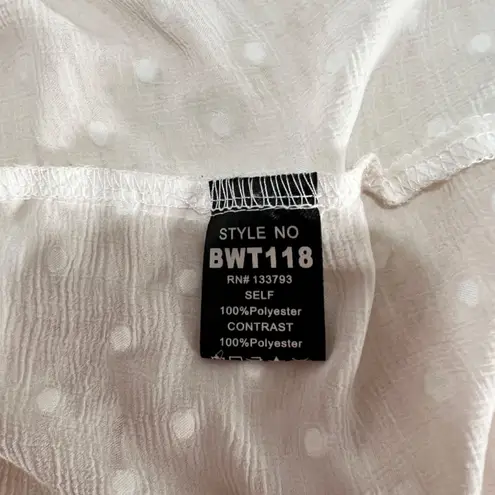 STYLE NO
BWT118
RN# 133793
SELF
100%Polyester
CONTRAST
100%Polyester